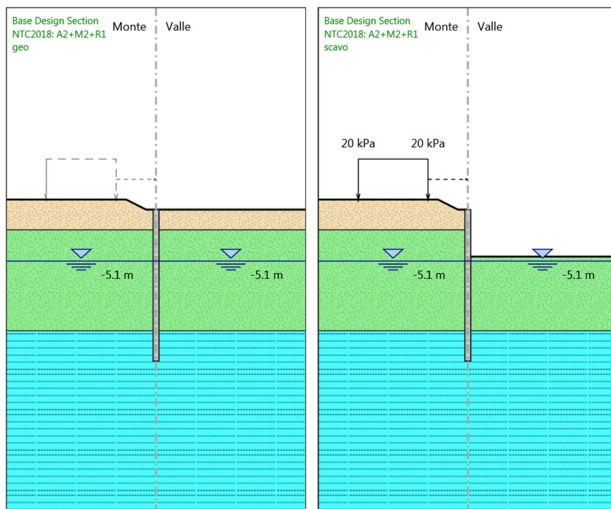 Base Design Section
NTC2018: A2+M2+R1
geo
Monte
Valle
-5.1 m
-5.1 m
Base Design Section
NTC2018: A2+M2+R1
scavo
Monte
Valle
20 kPa
20 kPa
-5.1 m
-5.1 m